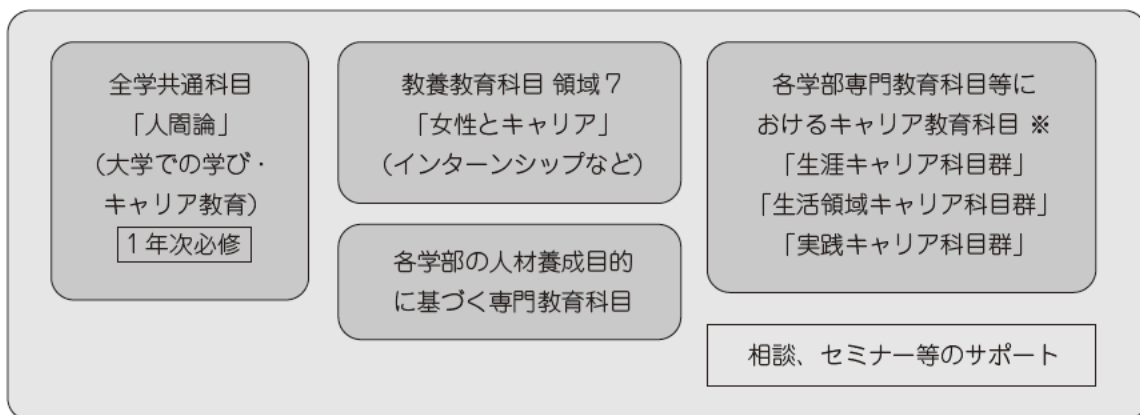 全学共通科目
「人間論」
(大学での学び・
キャリア教育)
1年次必修
教養教育科目 領域7
「女性とキャリア」
(インターンシップなど)
各学部の人材養成目的
に基づく専門教育科目
各学部専門教育科目等に
おけるキャリア教育科目 ※
「生涯キャリア科目群」
「生活領域キャリア科目群」
「実践キャリア科目群」
相談、セミナー等のサポート